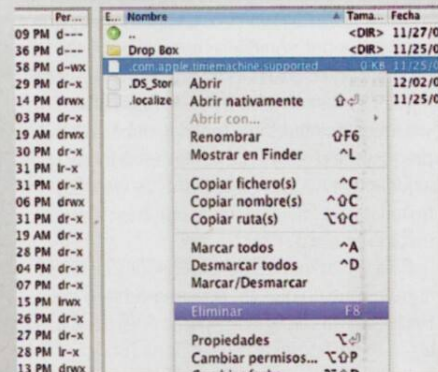 Per...
09 PM d---
36 PM d---
58 PM d-wx
29 PM dr-x
14 PM drwx
03 PM dr-x
19 AM drwx
30 PM dr-x
31 PM lr-x
31 PM dr-x
06 PM drwx
31 PM dr-x
19 AM dr-x
28 PM dr-x
04 PM dr-x
07 PM dr-x
15 PM lrwx
26 PM dr-x
27 PM dr-x
28 PM lr-x
13 PM drwx
E... Nombre Tama... Fecha
.. <DIR> 11/27/0
Drop Box <DIR> 11/25/0
.com.apple.timemachine.supported 0 KB 11/25/0
.DS_Stor 12/02/0
.localize 11/25/0
Abrir
Abrir nativamente ⇧⏎
Abrir con...
Renombrar ⇧F6
Mostrar en Finder ^L
Copiar fichero(s) ^C
Copiar nombre(s) ^⇧C
Copiar ruta(s) ⌥⇧C
Marcar todos ^A
Desmarcar todos ^D
Marcar/Desmarcar
Eliminar F8
Propiedades ⌥⏎
Cambiar permisos... ⌥⇧P